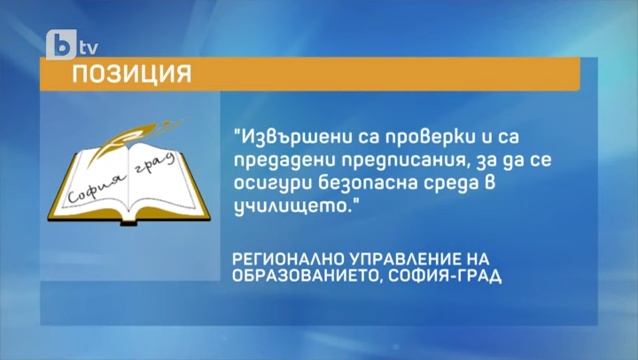 btv
ПОЗИЦИЯ
София град
"Извършени са проверки и са
предадени предписания, за да се
осигури безопасна среда в
училището."
РЕГИОНАЛНО УПРАВЛЕНИЕ НА
ОБРАЗОВАНИЕТО, СОФИЯ-ГРАД